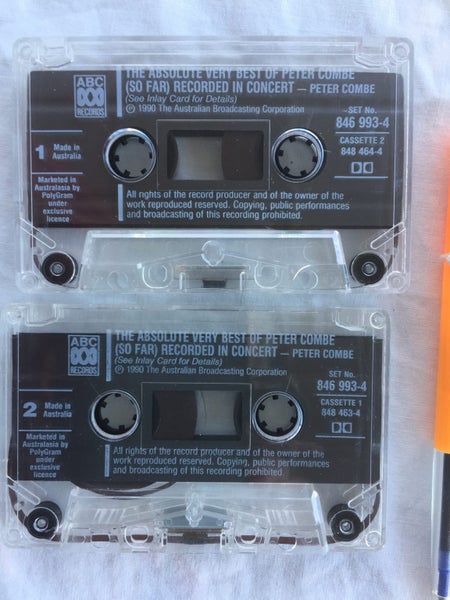 ABC
RECORDS
THE ABSOLUTE VERY BEST OF PETER COMBE
(SO FAR) RECORDED IN CONCERT — PETER COMBE
(See Inlay Card for Details)
℗ 1990 The Australian Broadcasting Corporation
SET No.
846 993-4
CASSETTE 2
848 464-4
1 Made in
Australia
Marketed in
Australasia by
PolyGram
under
exclusive
licence
All rights of the record producer and of the owner of the
work reproduced reserved. Copying, public performances
and broadcasting of this recording prohibited.
ABC
RECORDS
THE ABSOLUTE VERY BEST OF PETER COMBE
(SO FAR) RECORDED IN CONCERT — PETER COMBE
(See Inlay Card for Details)
℗ 1990 The Australian Broadcasting Corporation
SET No.
846 993-4
CASSETTE 1
848 463-4
2 Made in
Australia
Marketed in
Australasia by
PolyGram
under
exclusive
licence
All rights of the record producer and of the owner of the
work reproduced reserved. Copying, public performances
and broadcasting of this recording prohibited.